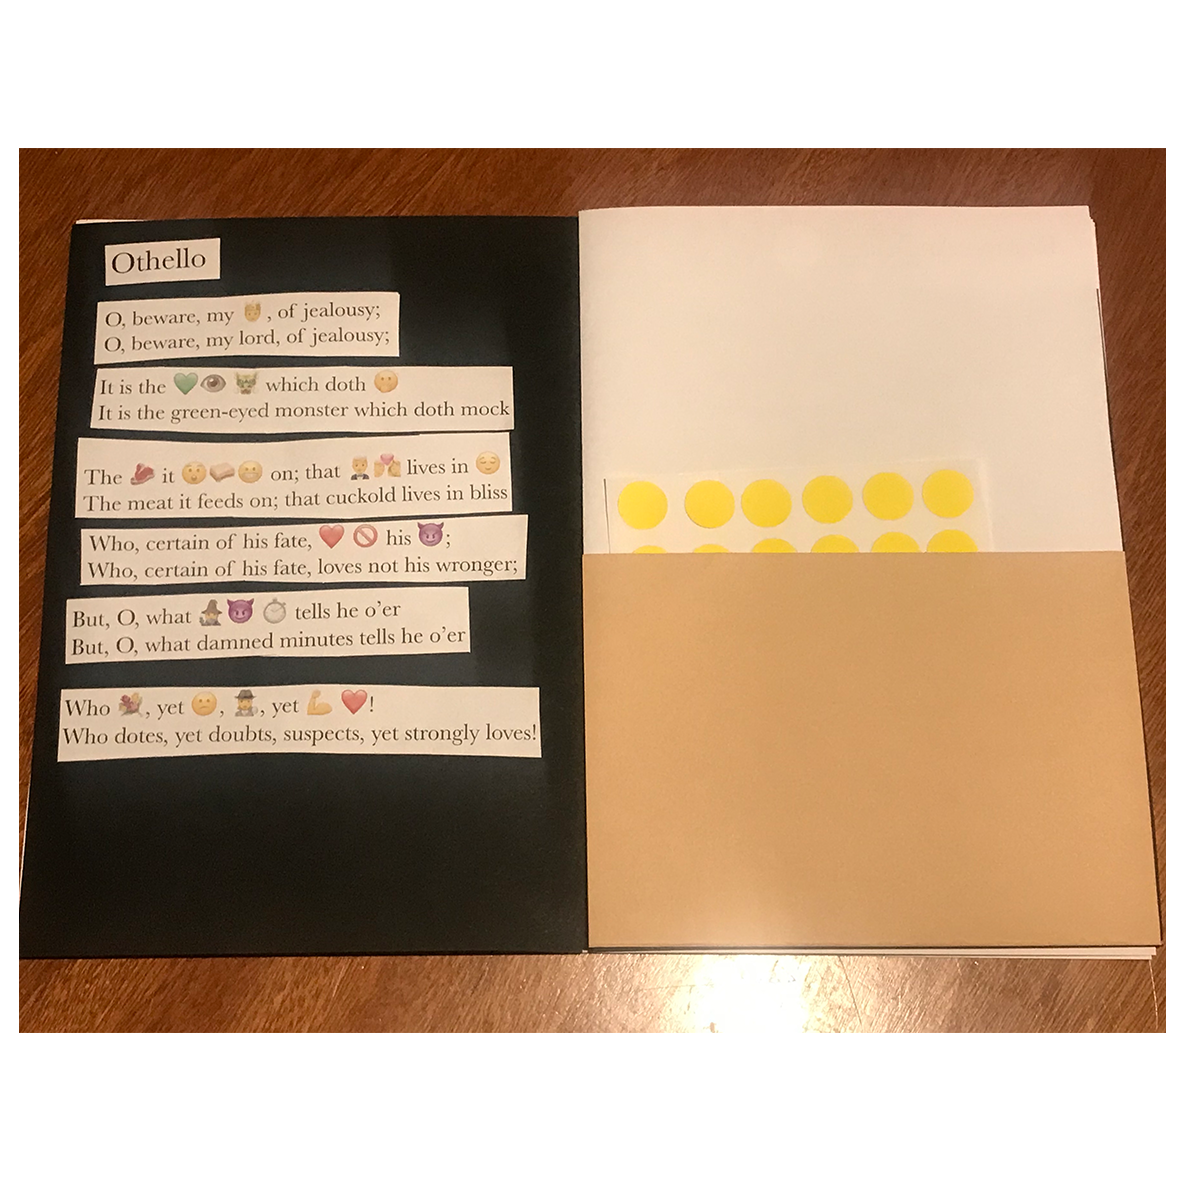 Othello
O, beware, my 🤴, of jealousy;
O, beware, my lord, of jealousy;
It is the 💚👁 👹 which doth 🤭
It is the green-eyed monster which doth mock
The 🥩 it 😲🥪😁 on; that 🤵💏 lives in 😌
The meat it feeds on; that cuckold lives in bliss
Who, certain of his fate, ❤️ 🚫 his 😈;
Who, certain of his fate, loves not his wronger;
But, O, what 🧙😈 ⏱ tells he o’er
But, O, what damned minutes tells he o’er
Who 💐, yet 😕, 🕵️, yet 💪 ❤️!
Who dotes, yet doubts, suspects, yet strongly loves!